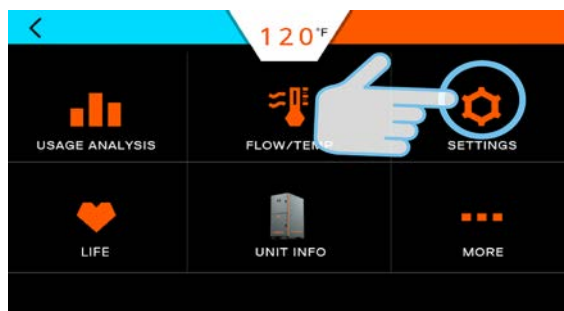 120°F
USAGE ANALYSIS
FLOW/TEMP
SETTINGS
LIFE
UNIT INFO
MORE